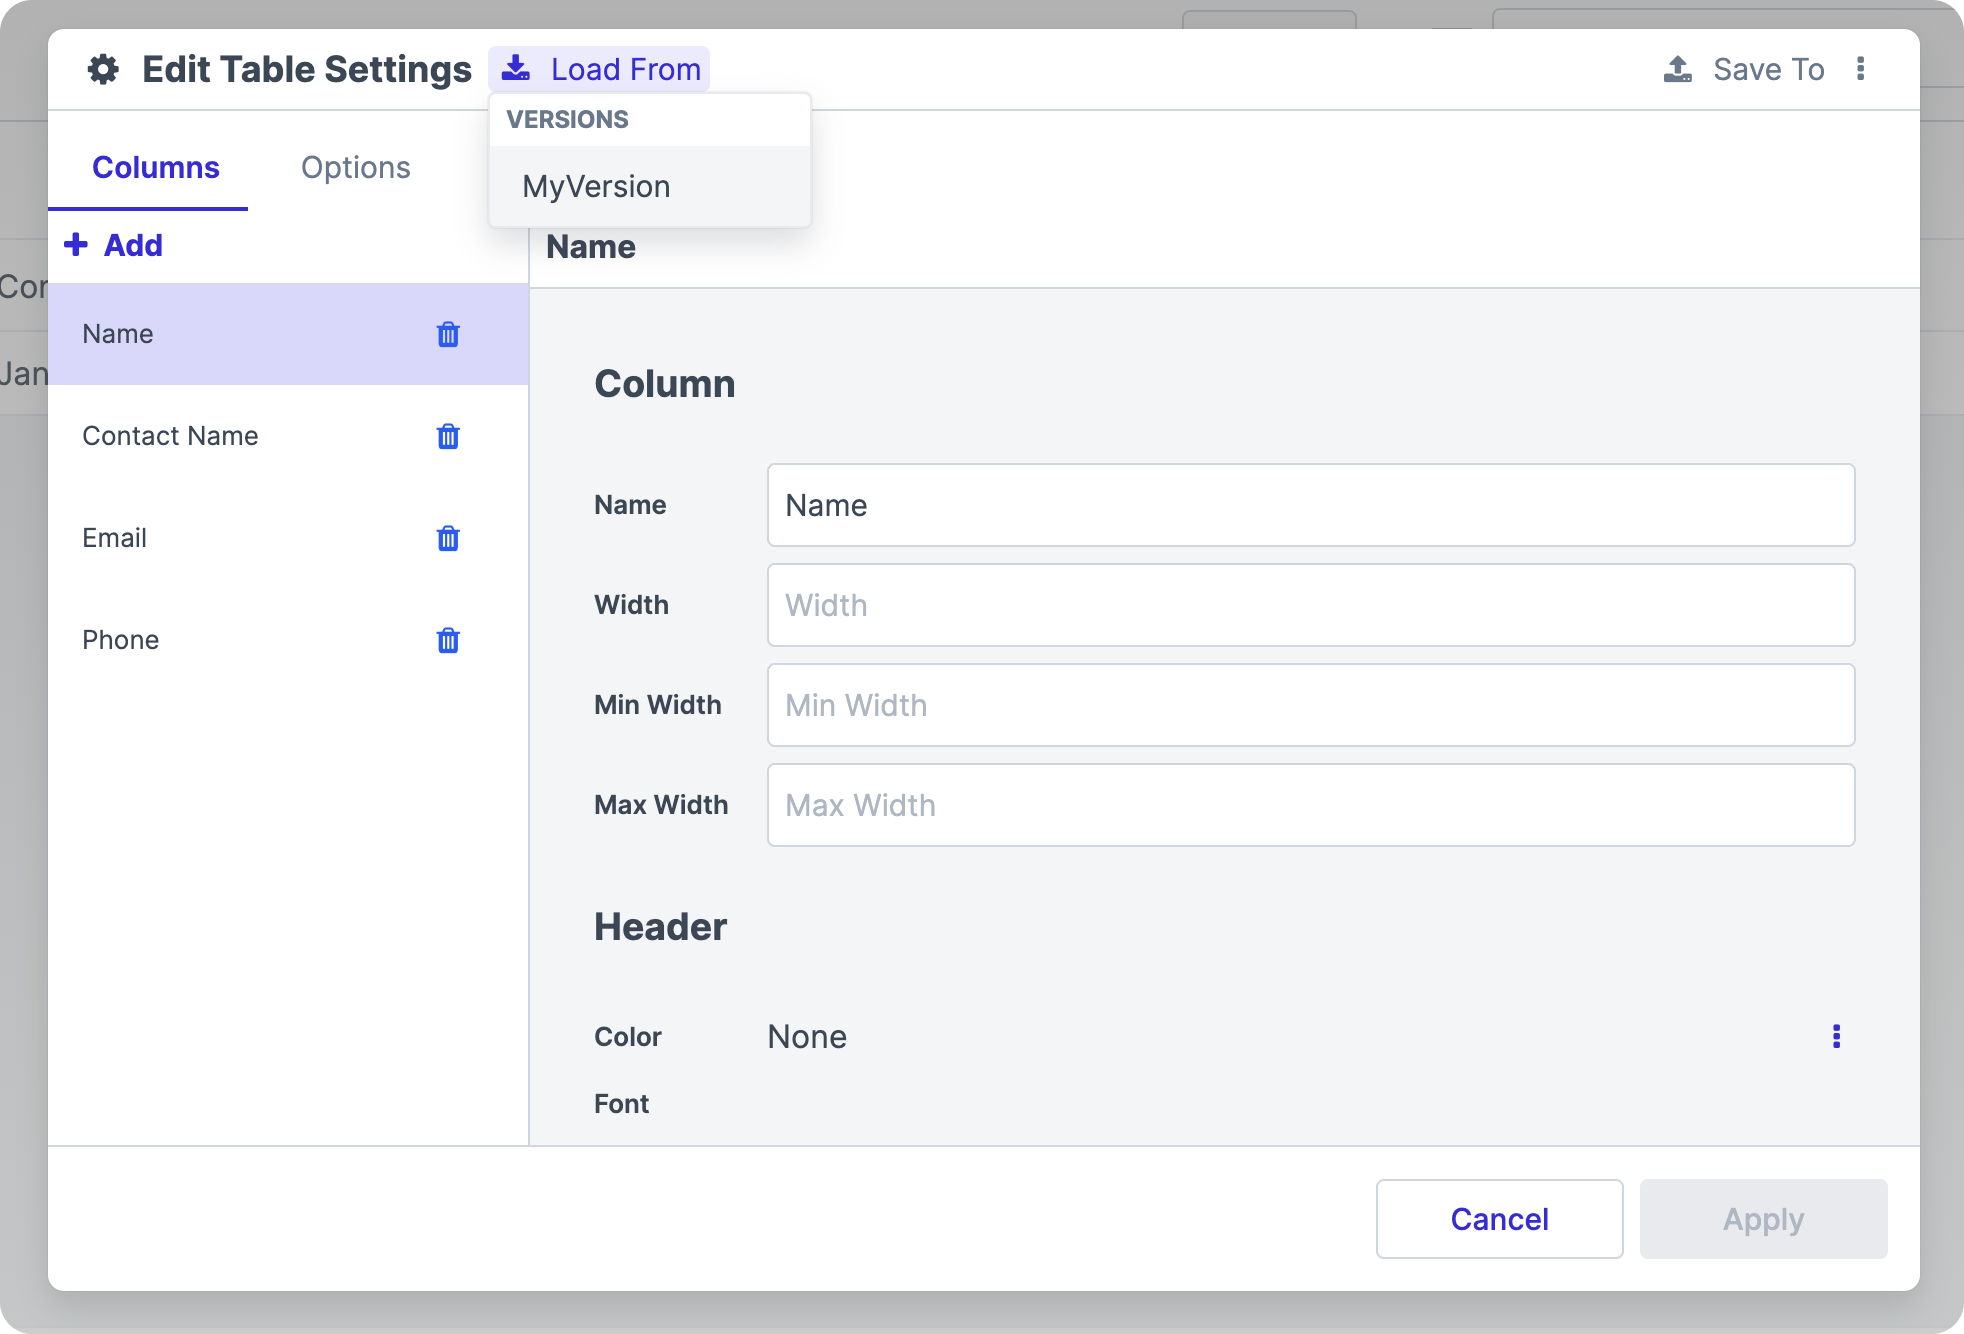 Edit Table Settings
Load From
Save To
VERSIONS
MyVersion
Columns
Options
Add
Name
Contact Name
Email
Phone
Name
Column
Name
Name
Width
Width
Min Width
Min Width
Max Width
Max Width
Header
Color
None
Font
Cancel
Apply
Cor
Jan